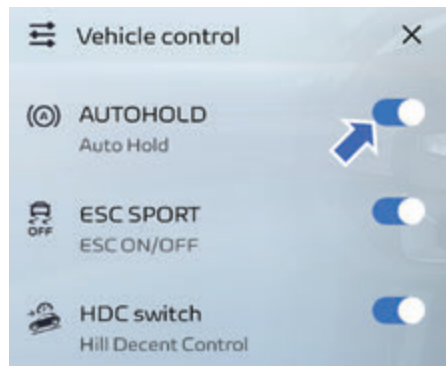 Vehicle control
AUTOHOLD
Auto Hold
OFF
ESC SPORT
ESC ON/OFF
HDC switch
Hill Decent Control